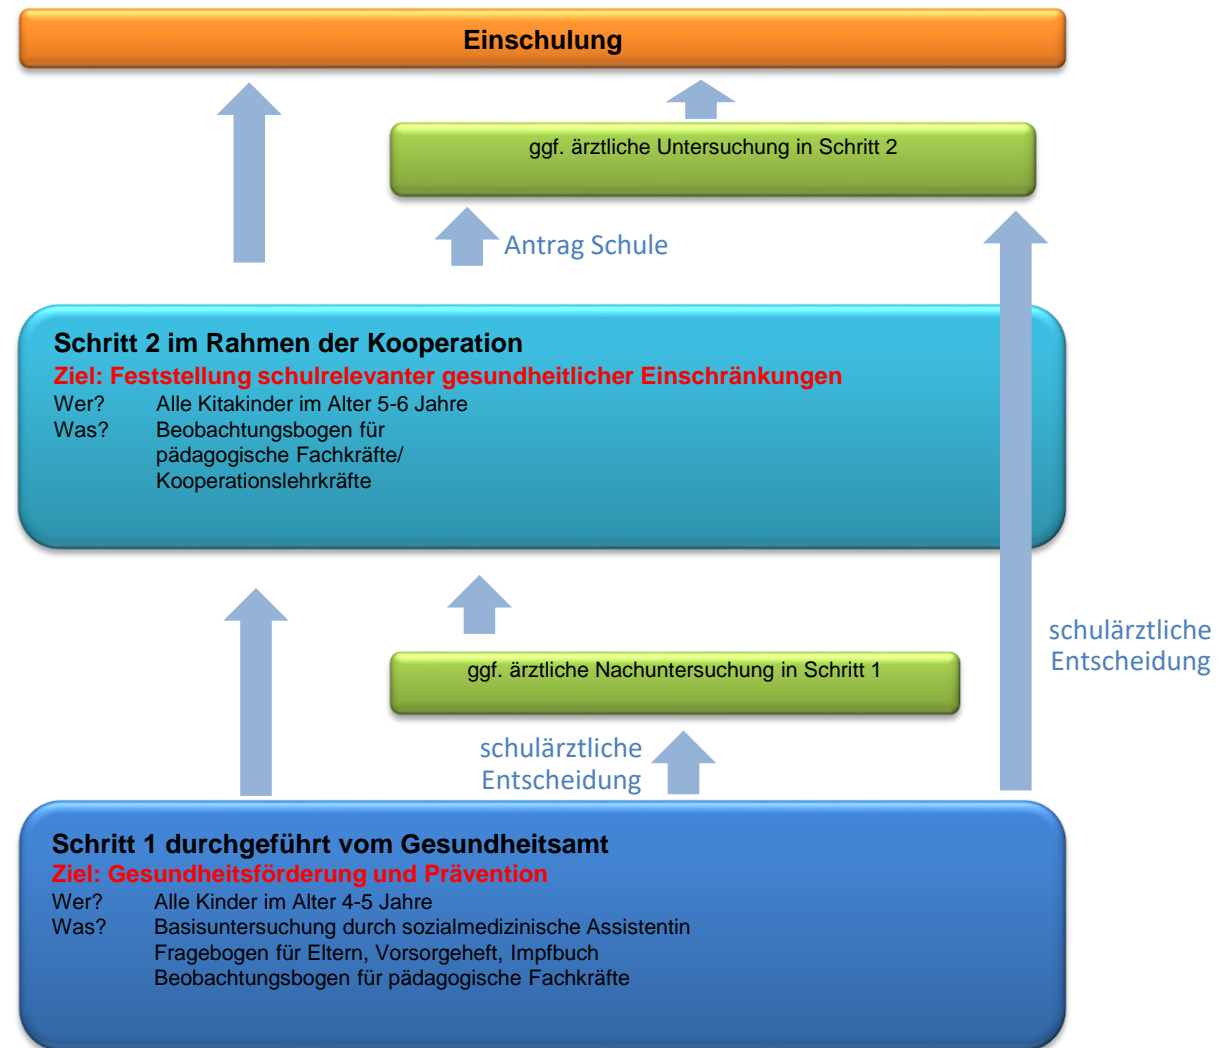 Einschulung
ggf. ärztliche Untersuchung in Schritt 2
Antrag Schule
Schritt 2 im Rahmen der Kooperation
Ziel: Feststellung schulrelevanter gesundheitlicher Einschränkungen
Wer? Alle Kitakinder im Alter 5-6 Jahre
Was? Beobachtungsbogen für
pädagogische Fachkräfte/
Kooperationslehrkräfte
schulärztliche
Entscheidung
ggf. ärztliche Nachuntersuchung in Schritt 1
schulärztliche
Entscheidung
Schritt 1 durchgeführt vom Gesundheitsamt
Ziel: Gesundheitsförderung und Prävention
Wer? Alle Kinder im Alter 4-5 Jahre
Was? Basisuntersuchung durch sozialmedizinische Assistentin
Fragebogen für Eltern, Vorsorgeheft, Impfbuch
Beobachtungsbogen für pädagogische Fachkräfte